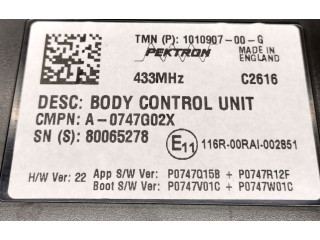 TMN (P): 1010907-00-G
PEKTRON
MADE IN
ENGLAND
433MHz C2616
DESC: BODY CONTROL UNIT
CMPN: A-0747G02X
SN (S): 80065278
E11 116R-00RAI-002851
H/W Ver: 22 App S/W Ver: P0747Q15B + P0747R12F
Boot S/W Ver: P0747V01C + P0747W01C